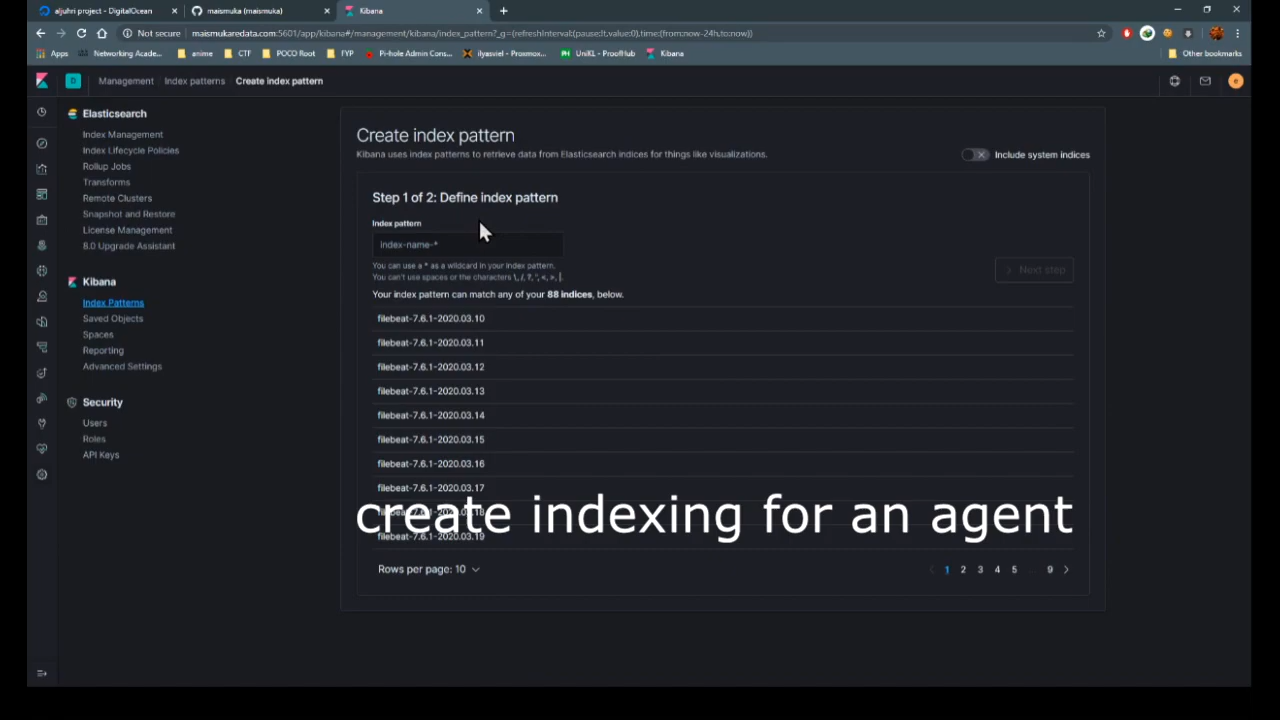 aljuhri project - DigitalOcean
maismuka (maismuka)
Kibana
Not secure
maismukaredata.com:5601/app/kibana#/management/kibana/index_pattern?_g=(refreshInterval:(pause:!t,value:0),time:(from:now-24h,to:now))
Apps
Networking Acade...
anime
CTF
POCO Root
FYP
Pi-hole Admin Cons...
ilyasviel - Proxmox...
UniKL - ProofHub
Kibana
Other bookmarks
D
Management
Index patterns
Create index pattern
e
Elasticsearch
Index Management
Index Lifecycle Policies
Rollup Jobs
Transforms
Remote Clusters
Snapshot and Restore
License Management
8.0 Upgrade Assistant
Kibana
Index Patterns
Saved Objects
Spaces
Reporting
Advanced Settings
Security
Users
Roles
API Keys
Create index pattern
Kibana uses index patterns to retrieve data from Elasticsearch indices for things like visualizations.
Include system indices
Step 1 of 2: Define index pattern
Index pattern
index-name-*
You can use a * as a wildcard in your index pattern.
You can't use spaces or the characters \, /, ?, ", <, >, |.
Next step
Your index pattern can match any of your 88 indices, below.
filebeat-7.6.1-2020.03.10
filebeat-7.6.1-2020.03.11
filebeat-7.6.1-2020.03.12
filebeat-7.6.1-2020.03.13
filebeat-7.6.1-2020.03.14
filebeat-7.6.1-2020.03.15
filebeat-7.6.1-2020.03.16
filebeat-7.6.1-2020.03.17
create indexing for an agent
filebeat-7.6.1-2020.03.19
Rows per page: 10
1 2 3 4 5 ... 9